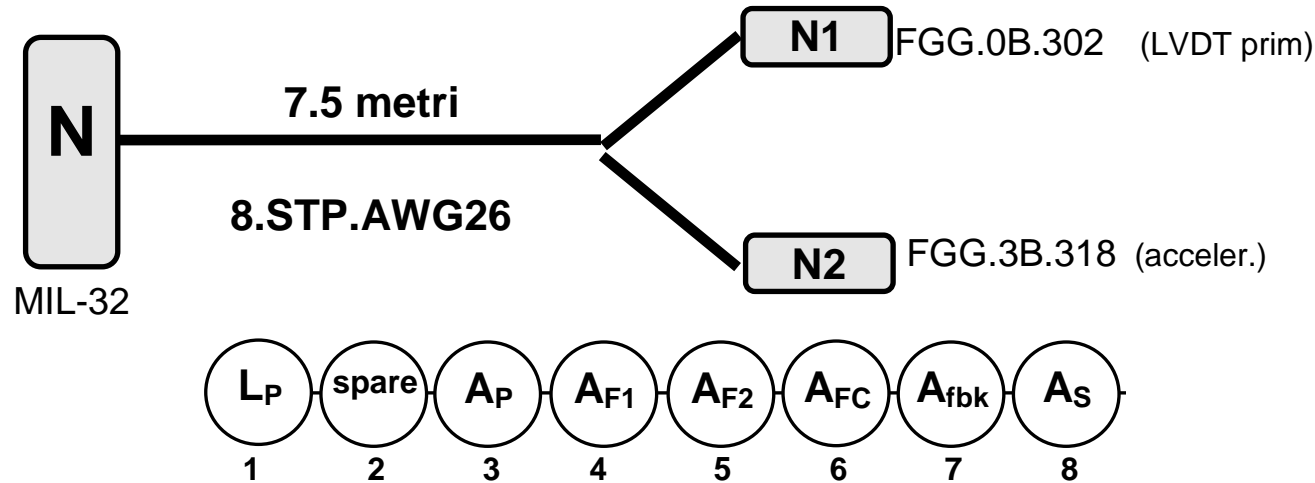 N
MIL-32
7.5 metri
8.STP.AWG26
N1 FGG.0B.302 (LVDT prim)
N2 FGG.3B.318 (acceler.)
LP spare AP AF1 AF2 AFC Afbk AS
1 2 3 4 5 6 7 8